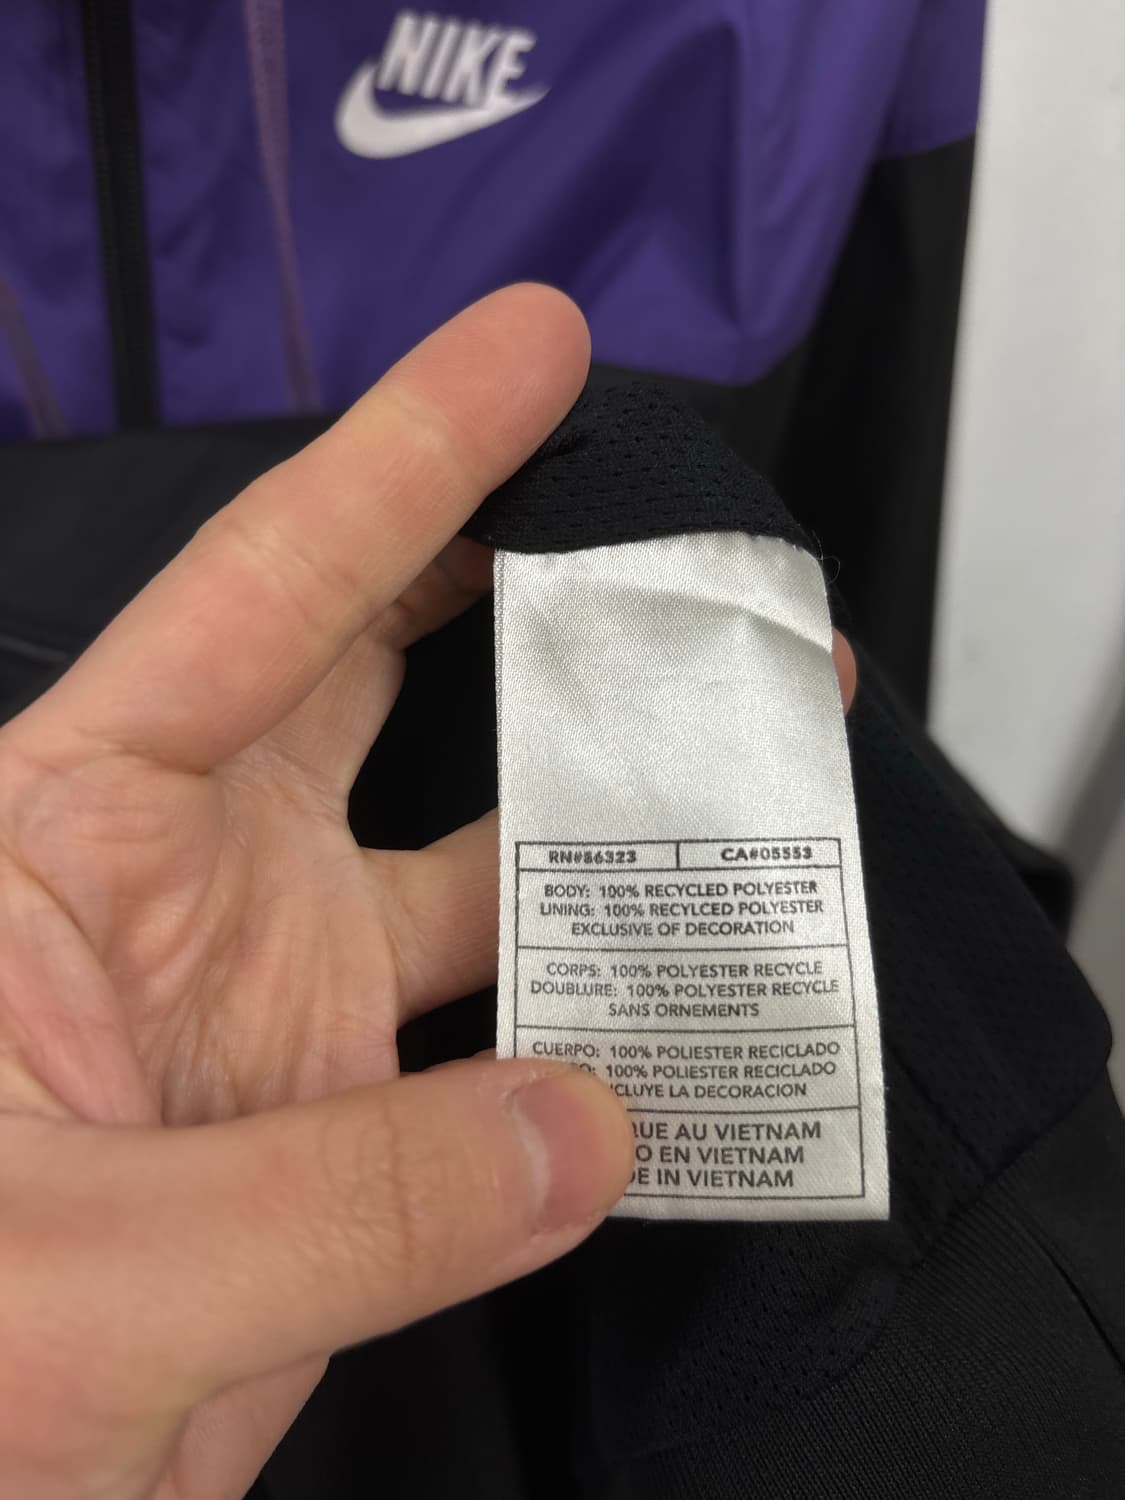 NIKE
RN#56323 CA#05553
BODY: 100% RECYCLED POLYESTER
LINING: 100% RECYLCED POLYESTER
EXCLUSIVE OF DECORATION
CORPS: 100% POLYESTER RECYCLE
DOUBLURE: 100% POLYESTER RECYCLE
SANS ORNEMENTS
CUERPO: 100% POLIESTER RECICLADO
100% POLIESTER RECICLADO
LA DECORACION
AU VIETNAM
EN VIETNAM
IN VIETNAM